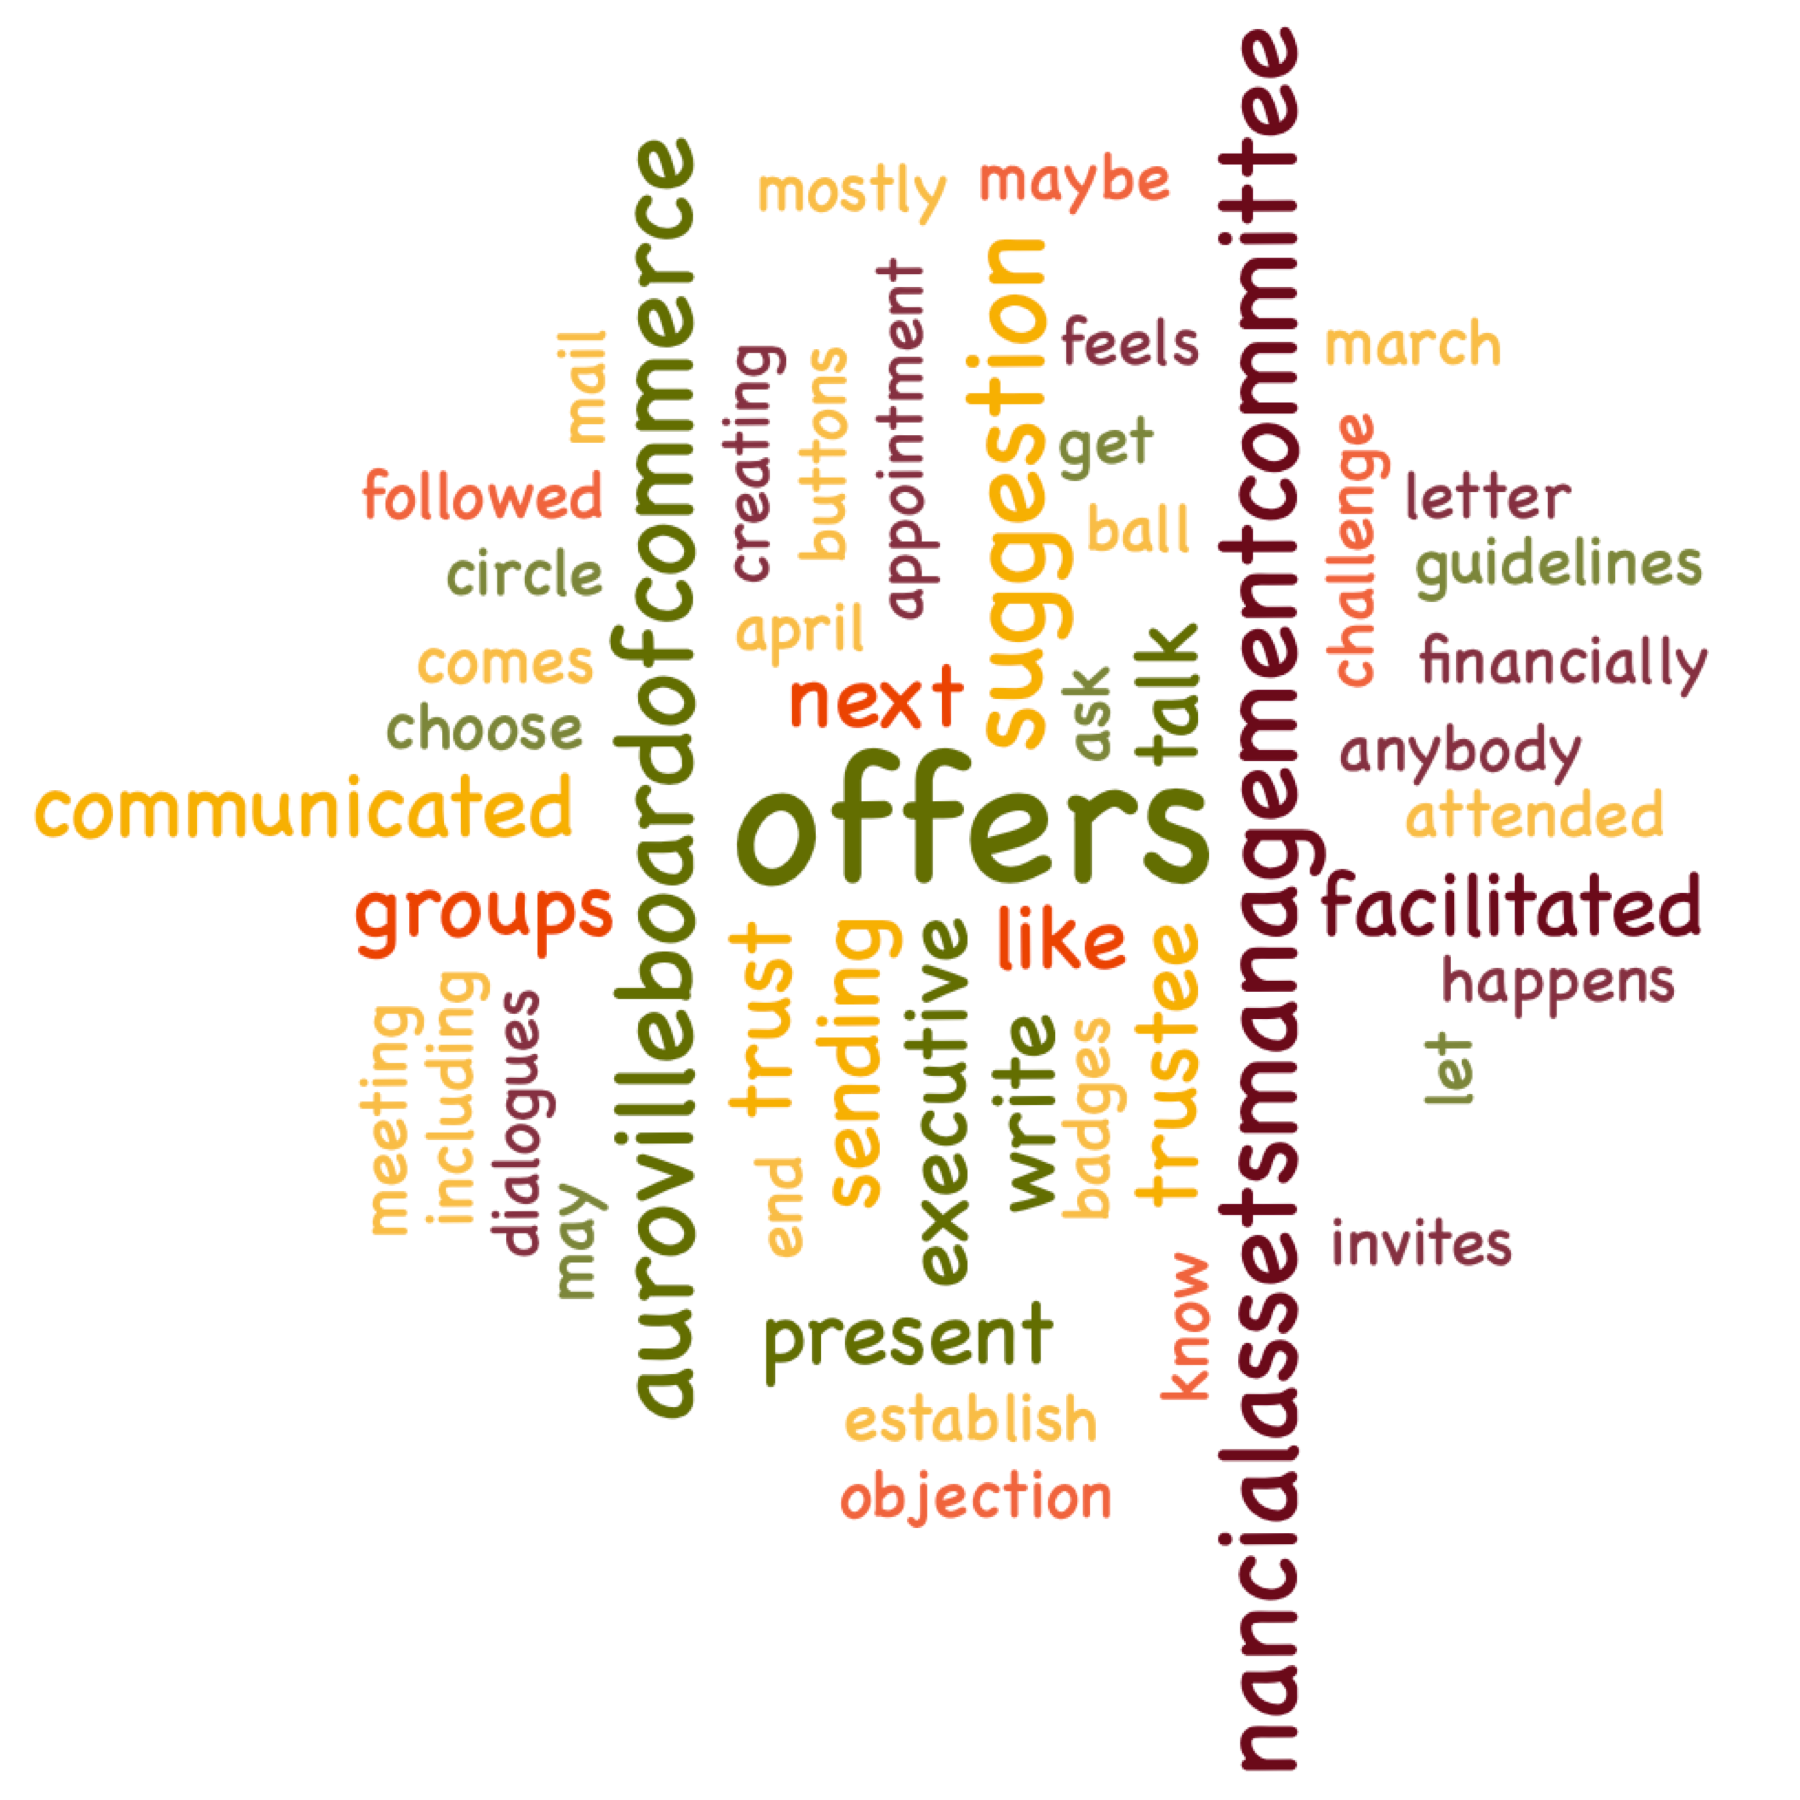 mostly
maybe
aurovilleboardofcommerce
nancialassetsmanagementcommittee
suggestion
appointment
mail
creating
buttons
feels
march
get
followed
letter
challenge
ball
circle
guidelines
april
comes
financially
next
ask
talk
choose
anybody
communicated
offers
attended
groups
facilitated
like
trust
sending
executive
trustee
happens
meeting
including
dialogues
write
badges
let
may
end
invites
know
present
establish
objection